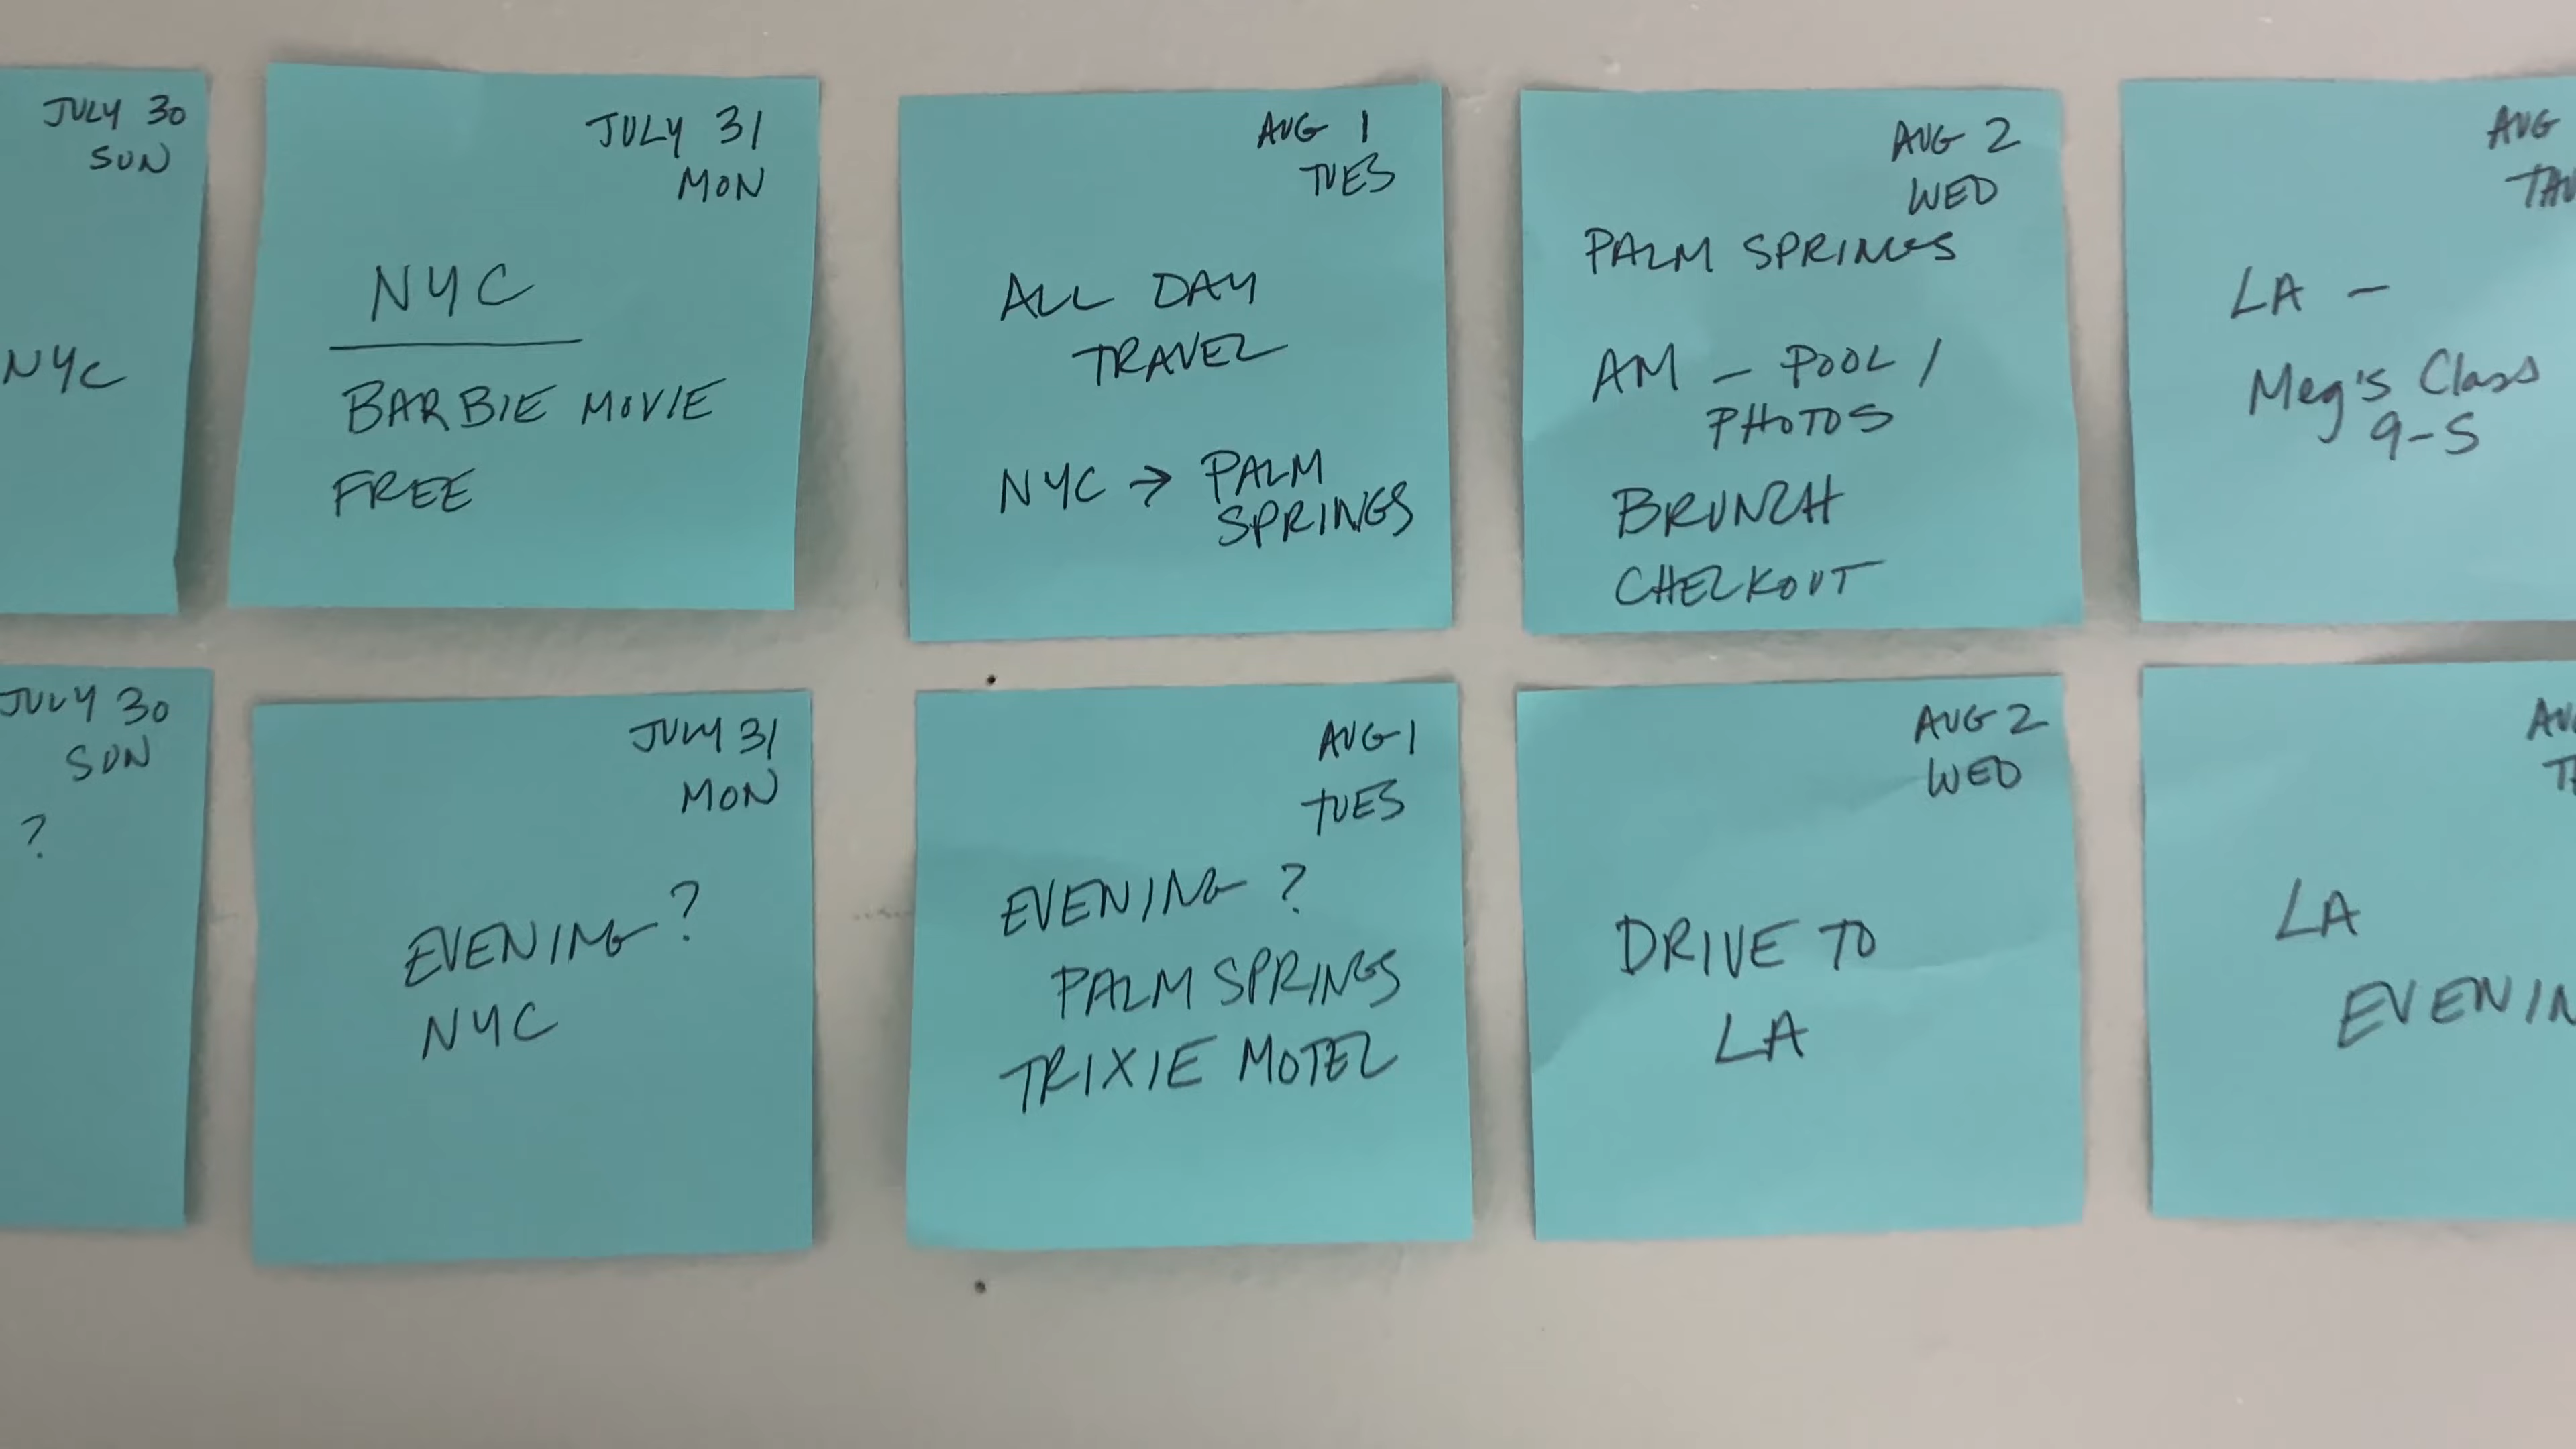 JULY 30
SUN
NYC
JULY 31
MON
NYC
BARBIE MOVIE
FREE
AUG 1
TUES
ALL DAY
TRAVEL
NYC → PALM
SPRINGS
AUG 2
WED
PALM SPRINGS
AM - POOL /
PHOTOS
BRUNCH
CHECKOUT
AUG
LA -
Meg's Class
9-5
JULY 30
SUN
?
JULY 31
MON
EVENING?
NYC
AUG 1
TUES
EVENING ?
PALM SPRINGS
TRIXIE MOTEL
AUG 2
WED
DRIVE TO
LA
LA
EVENIN